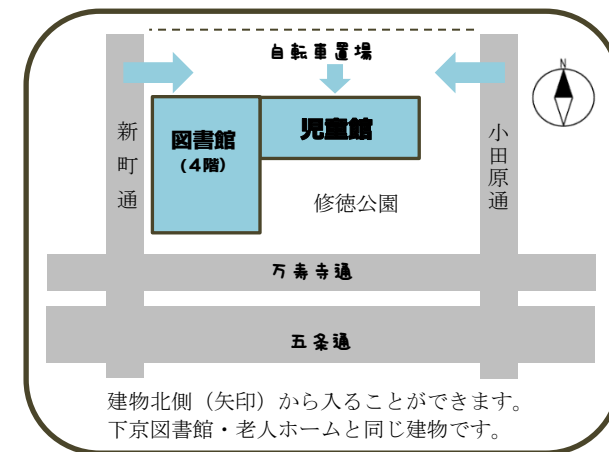 自転車置場
N
新町通
図書館
(4階)
児童館
小田原通
修徳公園
万寿寺通
五条通
建物北側（矢印）から入ることができます。
下京図書館・老人ホームと同じ建物です。